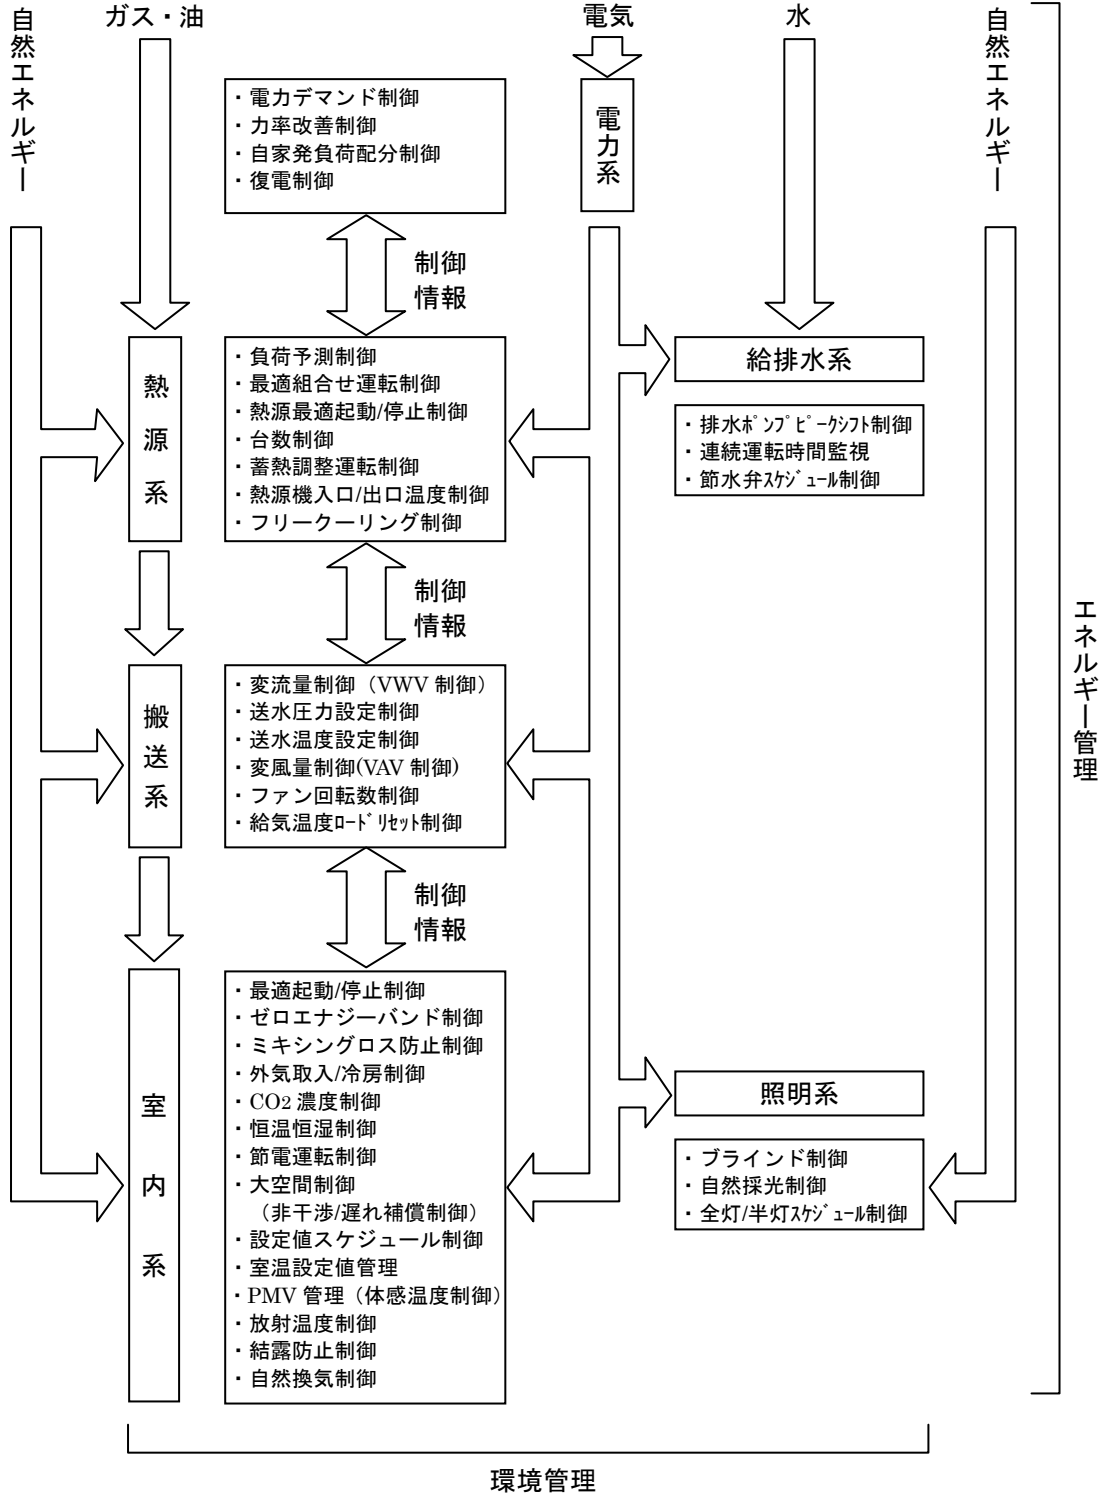 自然エネルギー
ガス・油
電気
水
自然エネルギー
・電力デマンド制御
・力率改善制御
・自家発負荷配分制御
・復電制御
電力系
制御
情報
熱源系
・負荷予測制御
・最適組合せ運転制御
・熱源最適起動/停止制御
・台数制御
・蓄熱調整運転制御
・熱源機入口/出口温度制御
・フリークーリング制御
給排水系
・排水ﾎﾟﾝﾌﾟﾋﾟｰｸｼﾌﾄ制御
・連続運転時間監視
・節水弁ｽｹｼﾞｭｰﾙ制御
制御
情報
エネルギー管理
搬送系
・変流量制御（VWV 制御）
・送水圧力設定制御
・送水温度設定制御
・変風量制御(VAV 制御)
・ファン回転数制御
・給気温度ﾛｰﾄﾞﾘｾｯﾄ制御
制御
情報
室内系
・最適起動/停止制御
・ゼロエナジーバンド制御
・ミキシングロス防止制御
・外気取入/冷房制御
・CO2 濃度制御
・恒温恒湿制御
・節電運転制御
・大空間制御
（非干渉/遅れ補償制御）
・設定値スケジュール制御
・室温設定値管理
・PMV 管理（体感温度制御）
・放射温度制御
・結露防止制御
・自然換気制御
照明系
・ブラインド制御
・自然採光制御
・全灯/半灯ｽｹｼﾞｭｰﾙ制御
環境管理